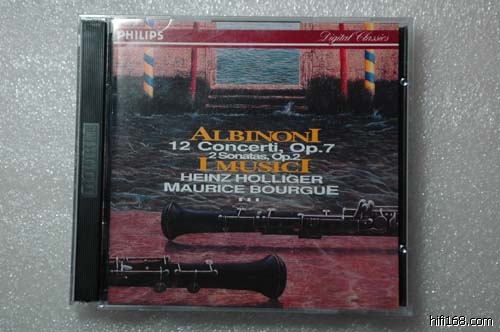 PHILIPS
Digital Classics
ALBINONI
12 Concerti, Op.7
2 Sonatas, Op.2
I MUSICI
HEINZ HOLLIGER
MAURICE BOURGUE
hifi168.com